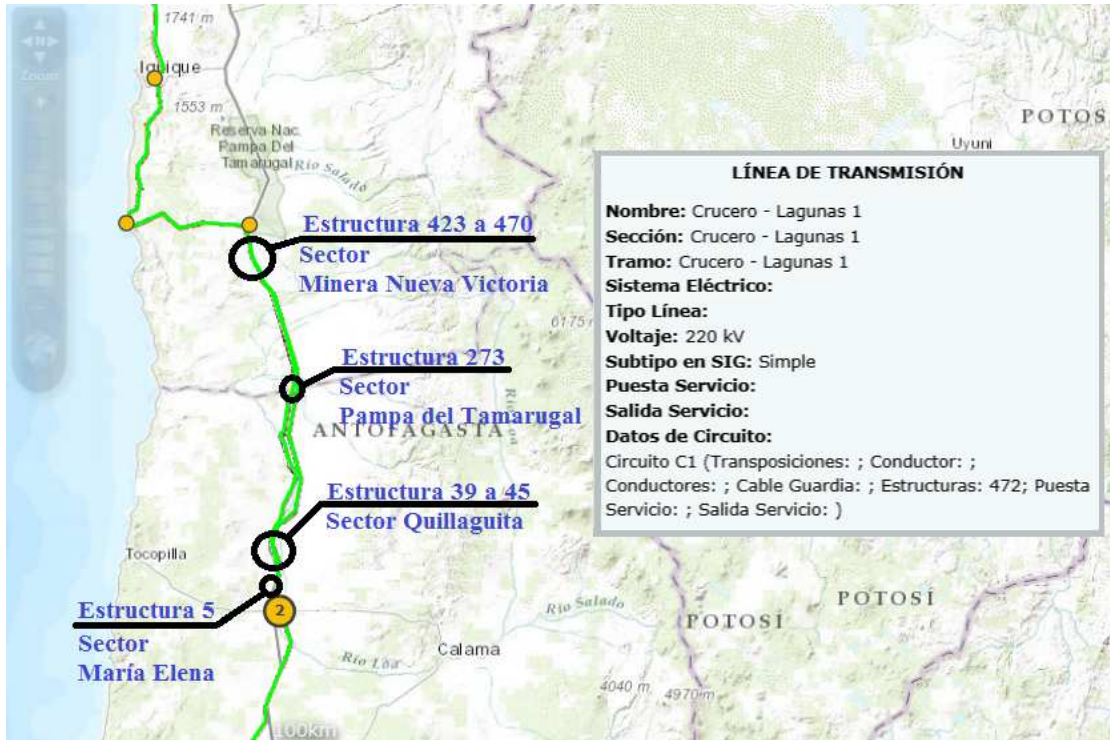 1741 m
Iquique
Zoom
1553 m
Reserva Nac.
Pampa Del
Tamarugal
Río Salado
POTOS
Uyuni
Estructura 423 a 470
Sector
Minera Nueva Victoria
6175 m
Estructura 273
Sector
Pampa del Tamarugal
ANTOFAGASTA
Estructura 39 a 45
Sector Quillaguita
Tocopilla
Estructura 5
Sector
María Elena
2
Río Loa
Calama
Río Salado
POTOSÍ
POTOSÍ
4040 m
4970 m
100km
LÍNEA DE TRANSMISIÓN
Nombre: Crucero - Lagunas 1
Sección: Crucero - Lagunas 1
Tramo: Crucero - Lagunas 1
Sistema Eléctrico:
Tipo Línea:
Voltaje: 220 kV
Subtipo en SIG: Simple
Puesta Servicio:
Salida Servicio:
Datos de Circuito:
Circuito C1 (Transposiciones: ; Conductor: ;
Conductores: ; Cable Guardia: ; Estructuras: 472; Puesta
Servicio: ; Salida Servicio: )